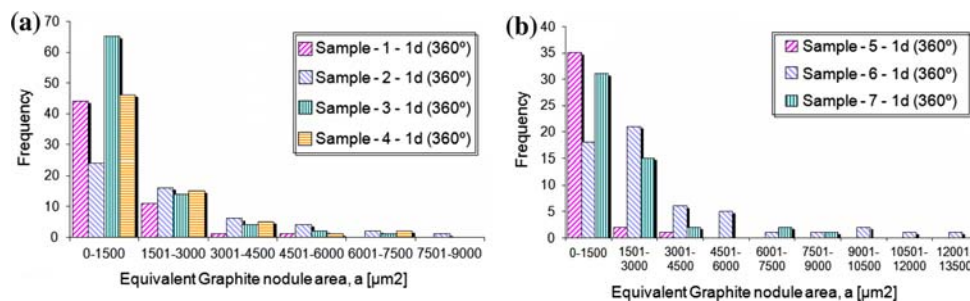 (a)
70
60
50
40
30
20
10
0
Frequency
Sample - 1 - 1d (360º)
Sample - 2 - 1d (360º)
Sample - 3 - 1d (360º)
Sample - 4 - 1d (360º)
0-1500 1501-3000 3001-4500 4501-6000 6001-7500 7501-9000
Equivalent Graphite nodule area, a [µm2]
(b)
40
35
30
25
20
15
10
5
0
Frequency
Sample - 5 - 1d (360º)
Sample - 6 - 1d (360º)
Sample - 7 - 1d (360º)
0-1500 1501- 3001- 4501- 6001- 7501- 9001- 10501- 12001-
3000 4500 6000 7500 9000 10500 12000 13500
Equivalent Graphite nodule area, a [µm2]